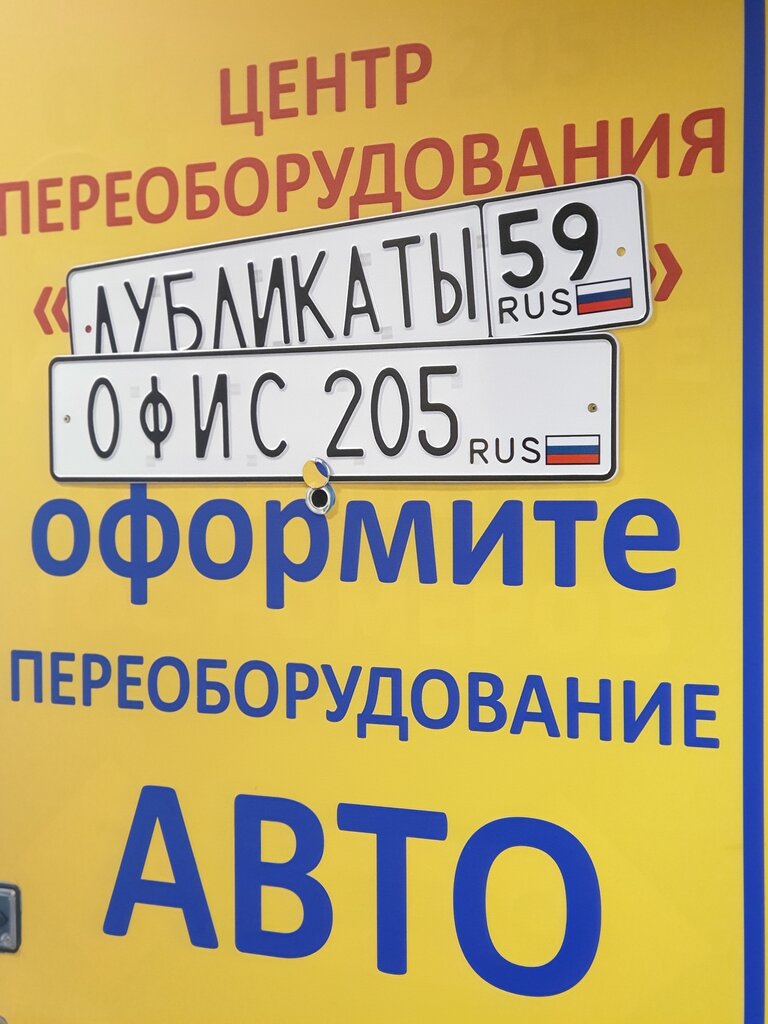 ЦЕНТР
ПЕРЕОБОРУДОВАНИЯ
« ДУБЛИКАТЫ 59 RUS »
ОФИС 205 RUS
оформите
ПЕРЕОБОРУДОВАНИЕ
АВТО